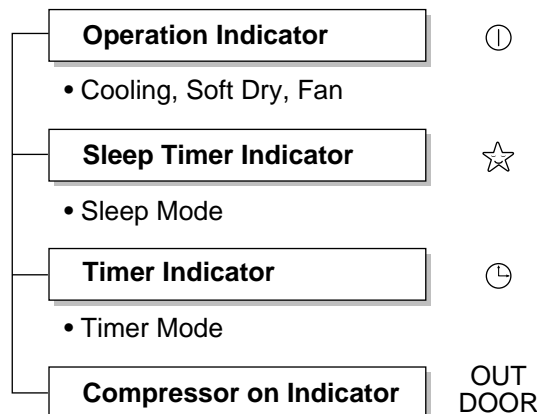 Operation Indicator
• Cooling, Soft Dry, Fan
Sleep Timer Indicator
• Sleep Mode
Timer Indicator
• Timer Mode
Compressor on Indicator
OUT
DOOR